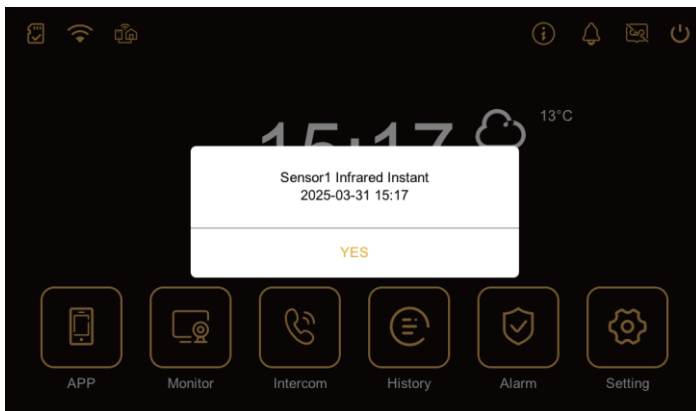 15:17
13°C
Sensor1 Infrared Instant
2025-03-31 15:17
YES
APP
Monitor
Intercom
History
Alarm
Setting